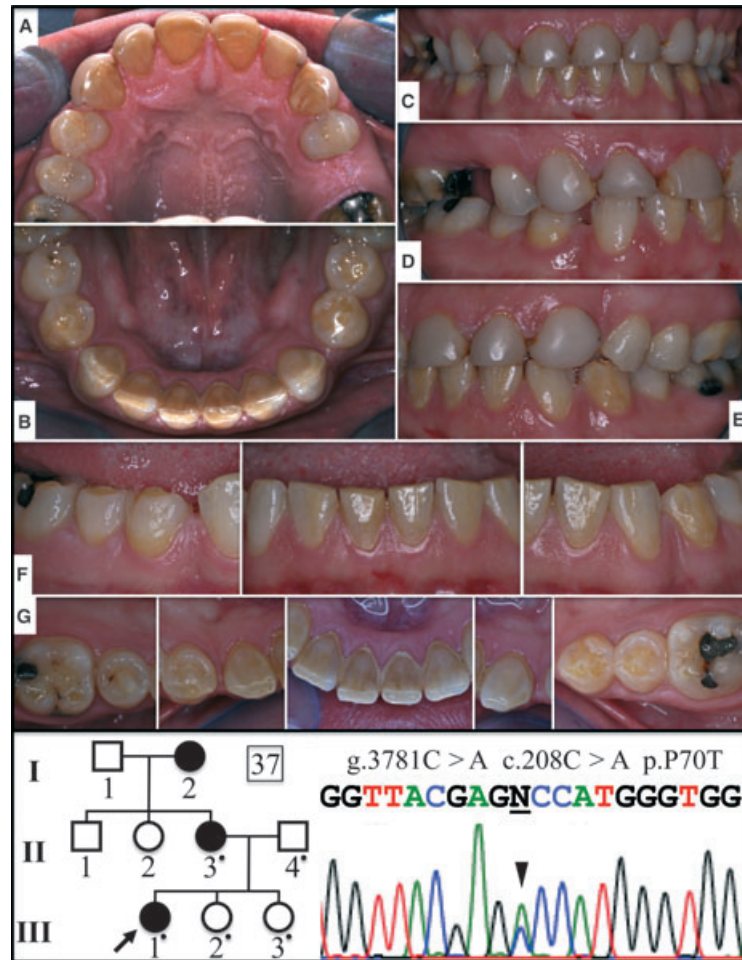 A
B
C
D
E
F
G
I
1
2
37
II
1
2
3•
4•
III
1•
2•
3•
g.3781C > A c.208C > A p.P70T
GGTTACGAGNCCATGGGTGG